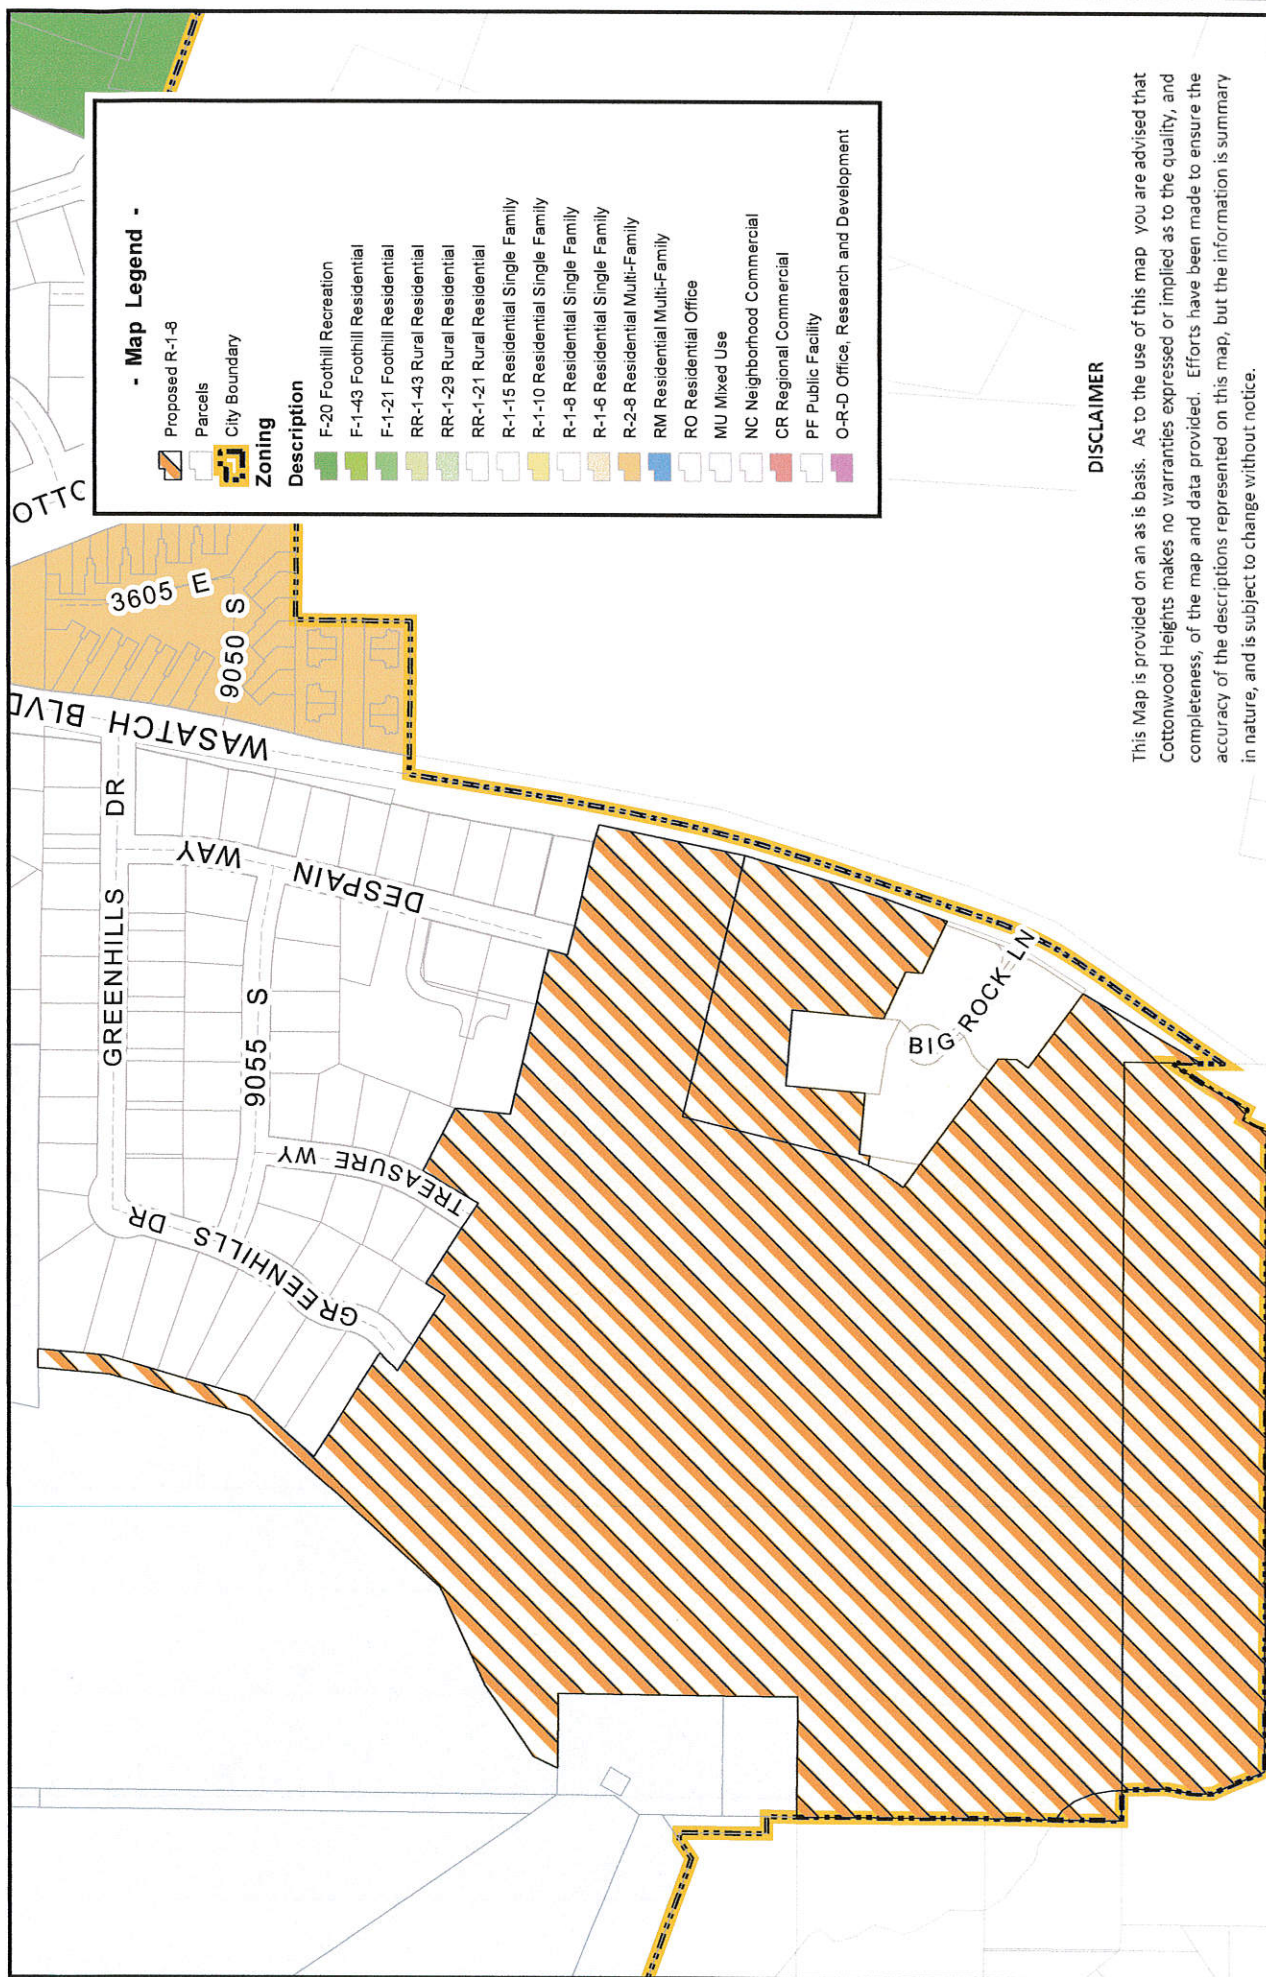 - Map Legend -
Proposed R-1-8
Parcels
City Boundary
Zoning
Description
F-20 Foothill Recreation
F-1-43 Foothill Residential
F-1-21 Foothill Residential
RR-1-43 Rural Residential
RR-1-29 Rural Residential
RR-1-21 Rural Residential
R-1-15 Residential Single Family
R-1-10 Residential Single Family
R-1-8 Residential Single Family
R-1-6 Residential Single Family
R-2-8 Residential Multi-Family
RM Residential Multi-Family
RO Residential Office
MU Mixed Use
NC Neighborhood Commercial
CR Regional Commercial
PF Public Facility
O-R-D Office, Research and Development
OTTO
3605 E
9050 S
WASATCH BLVD
GREENHILLS DR
DESPAIN WAY
9055 S
TREASURE WY
GREENHILLS DR
BIG ROCK LN
DISCLAIMER
This Map is provided on an as is basis. As to the use of this map you are advised that
Cottonwood Heights makes no warranties expressed or implied as to the quality, and
completeness, of the map and data provided. Efforts have been made to ensure the
accuracy of the descriptions represented on this map, but the information is summary
in nature, and is subject to change without notice.